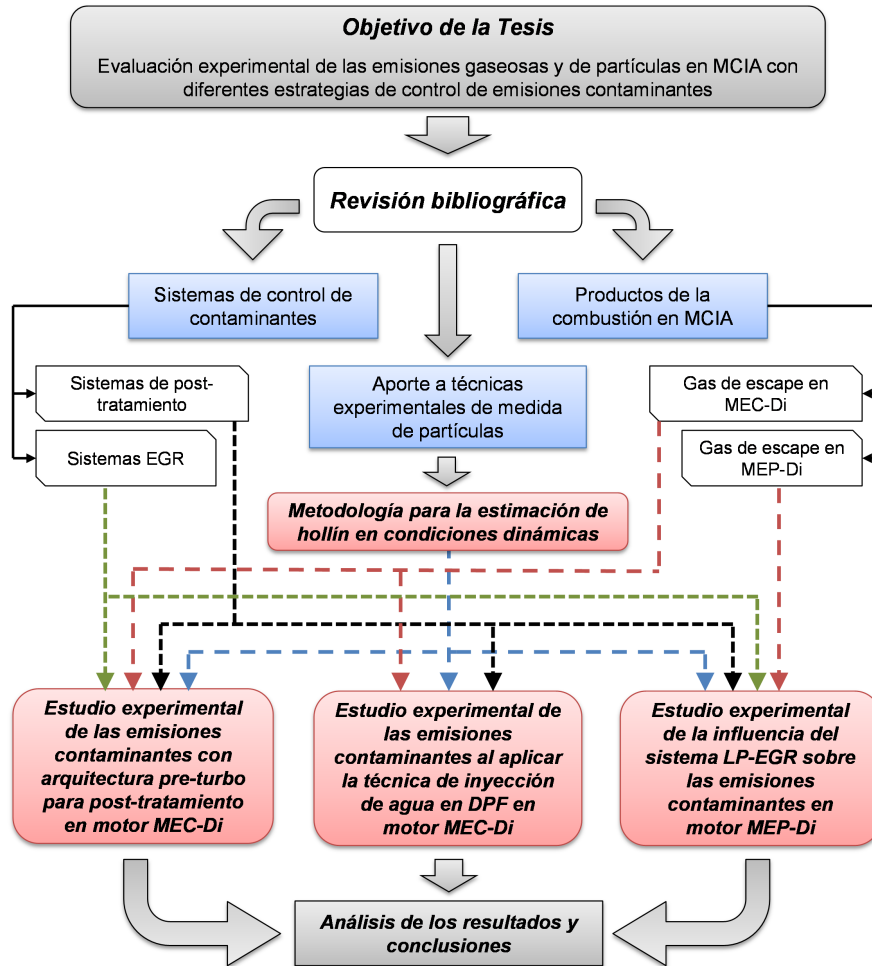 Objetivo de la Tesis
Evaluación experimental de las emisiones gaseosas y de partículas en MCIA con
diferentes estrategias de control de emisiones contaminantes
Revisión bibliográfica
Sistemas de control de
contaminantes
Productos de la
combustión en MCIA
Sistemas de post-
tratamiento
Sistemas EGR
Aporte a técnicas
experimentales de medida
de partículas
Gas de escape en
MEC-Di
Gas de escape en
MEP-Di
Metodología para la estimación de
hollín en condiciones dinámicas
Estudio experimental
de las emisiones
contaminantes con
arquitectura pre-turbo
para post-tratamiento
en motor MEC-Di
Estudio experimental de
las emisiones
contaminantes al aplicar
la técnica de inyección
de agua en DPF en
motor MEC-Di
Estudio experimental
de la influencia del
sistema LP-EGR sobre
las emisiones
contaminantes en
motor MEP-Di
Análisis de los resultados y
conclusiones